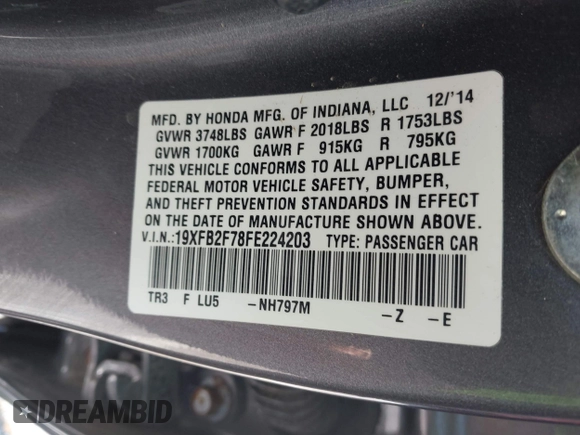 MFD. BY HONDA MFG. OF INDIANA, LLC 12/'14
GVWR 3748LBS GAWR F 2018LBS R 1753LBS
GVWR 1700KG GAWR F 915KG R 795KG
THIS VEHICLE CONFORMS TO ALL APPLICABLE
FEDERAL MOTOR VEHICLE SAFETY, BUMPER,
AND THEFT PREVENTION STANDARDS IN EFFECT
ON THE DATE OF MANUFACTURE SHOWN ABOVE.
V.I.N.:19XFB2F78FE224203 TYPE: PASSENGER CAR
TR3 F LU5 -NH797M -Z -E
DREAMBID